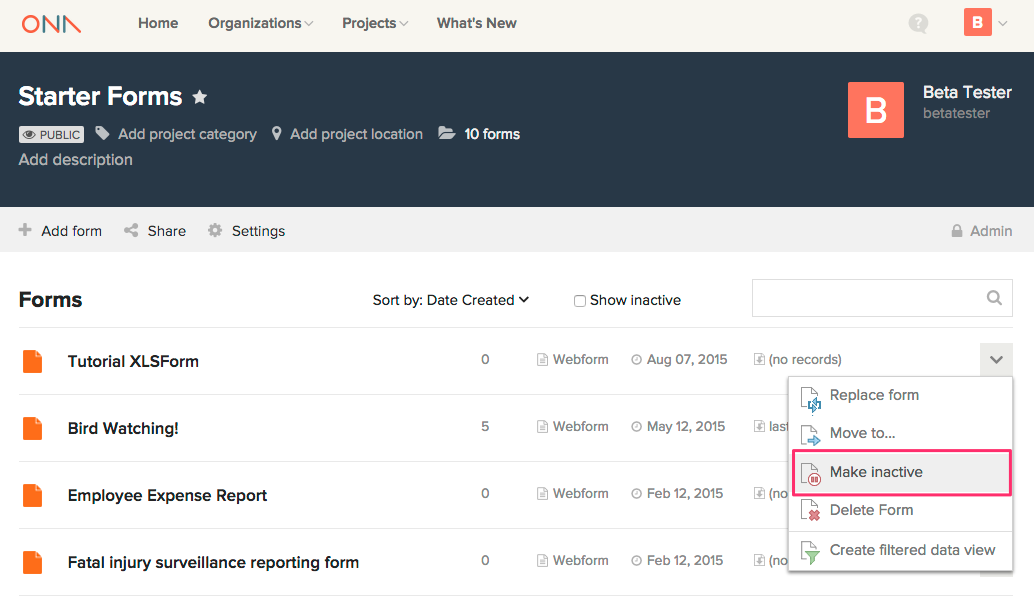 ONA Home Organizations Projects What's New ? B
Starter Forms B Beta Tester
betatester
PUBLIC Add project category Add project location 10 forms
Add description
Add form Share Settings Admin
Forms Sort by: Date Created Show inactive
Tutorial XLSForm 0 Webform Aug 07, 2015 (no records)
Replace form
Bird Watching! 5 Webform May 12, 2015 last
Move to...
Make inactive
Employee Expense Report 0 Webform Feb 12, 2015 (no
Delete Form
Create filtered data view
Fatal injury surveillance reporting form 0 Webform Feb 12, 2015 (no